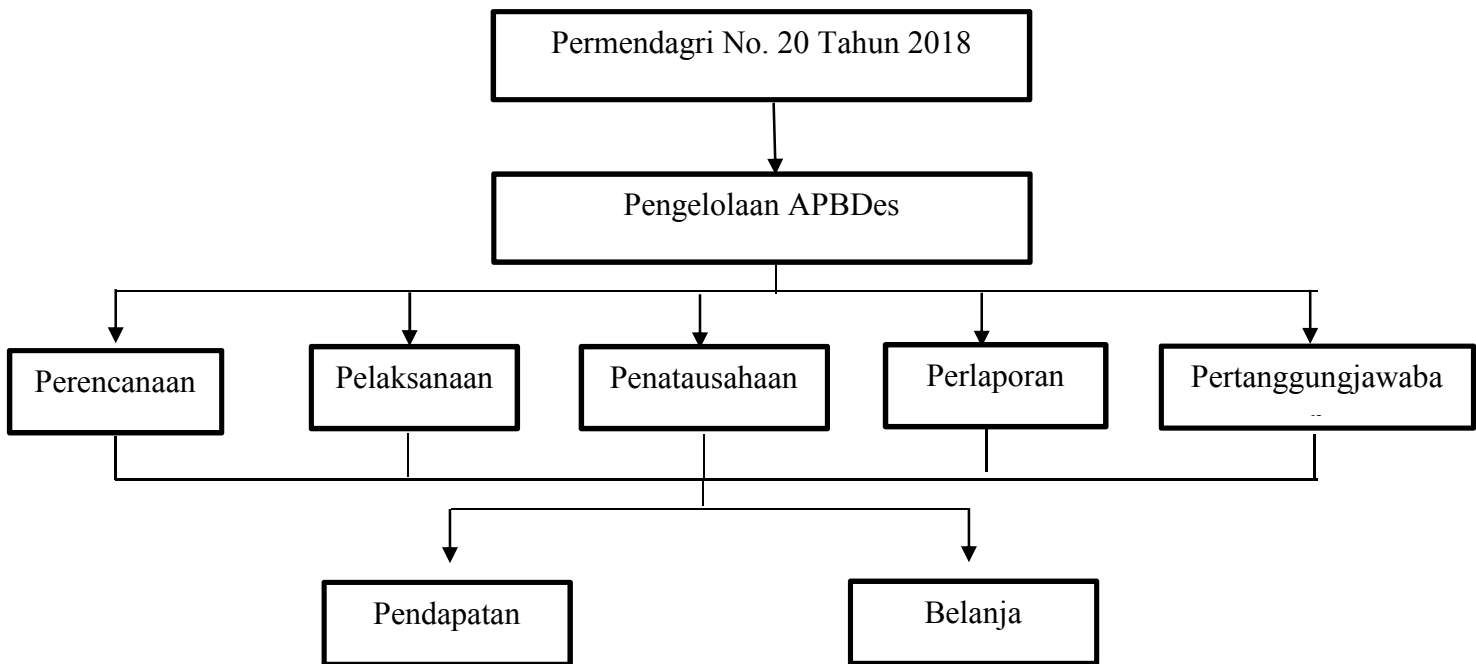 Permendagri No. 20 Tahun 2018
Pengelolaan APBDes
Perencanaan
Pelaksanaan
Penatausahaan
Perlaporan
Pertanggungjawaba
Pendapatan
Belanja